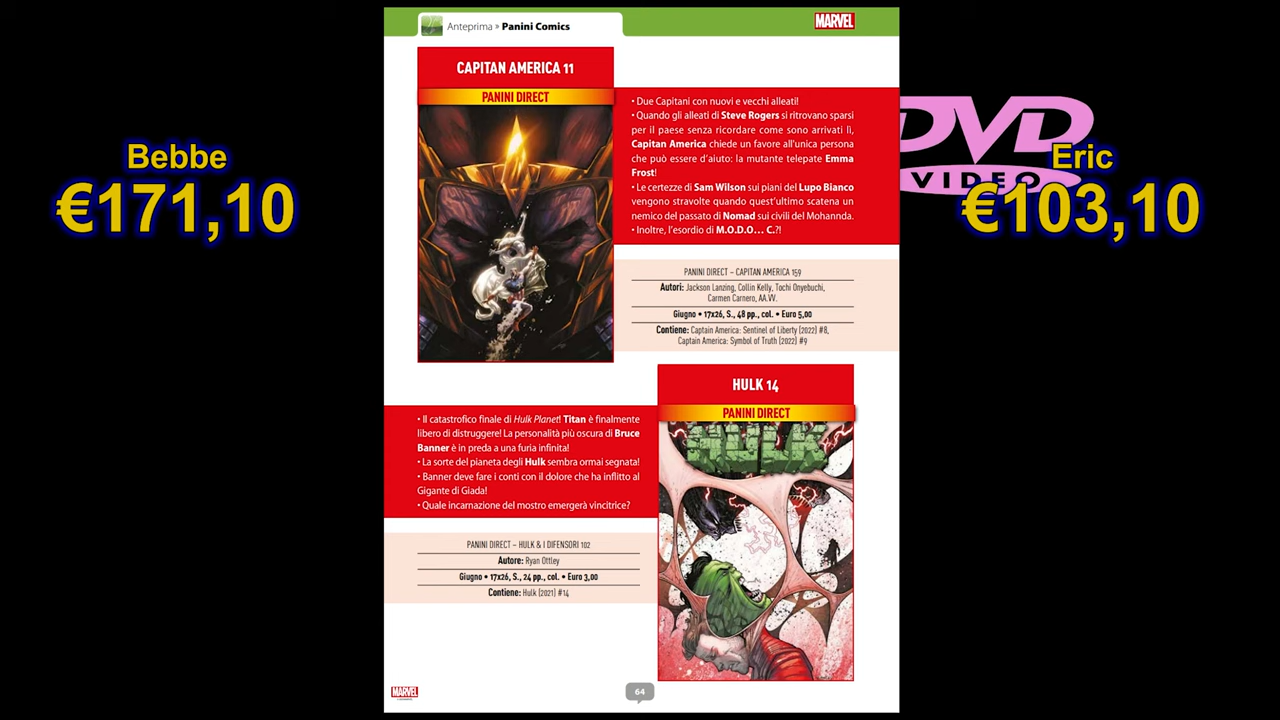 Anteprima » Panini Comics
MARVEL
CAPITAN AMERICA 11
PANINI DIRECT
• Due Capitani con nuovi e vecchi alleati!
• Quando gli alleati di Steve Rogers si ritrovano sparsi
per il paese senza ricordare come sono arrivati lì,
Capitan America chiede un favore all'unica persona
che può essere d'aiuto: la mutante telepate Emma
Frost!
• Le certezze di Sam Wilson sui piani del Lupo Bianco
vengono stravolte quando quest'ultimo scatena un
nemico del passato di Nomad sui civili del Mohannda.
• Inoltre, l'esordio di M.O.D.O… C.?!
PANINI DIRECT – CAPITAN AMERICA 159
Autori: Jackson Lanzing, Collin Kelly, Tochi Onyebuchi,
Carmen Carnero, AA.VV.
Giugno • 17x26, S., 48 pp., col. • Euro 5,00
Contiene: Captain America: Sentinel of Liberty (2022) #8,
Captain America: Symbol of Truth (2022) #9
Bebbe
€171,10
DVD
VIDEO
Eric
€103,10
HULK 14
PANINI DIRECT
HULK
• Il catastrofico finale di Hulk Planet! Titan è finalmente
libero di distruggere! La personalità più oscura di Bruce
Banner è in preda a una furia infinita!
• La sorte del pianeta degli Hulk sembra ormai segnata!
• Banner deve fare i conti con il dolore che ha inflitto al
Gigante di Giada!
• Quale incarnazione del mostro emergerà vincitrice?
PANINI DIRECT – HULK & I DIFENSORI 102
Autore: Ryan Ottley
Giugno • 17x26, S., 24 pp., col. • Euro 3,00
Contiene: Hulk (2021) #14
MARVEL
64